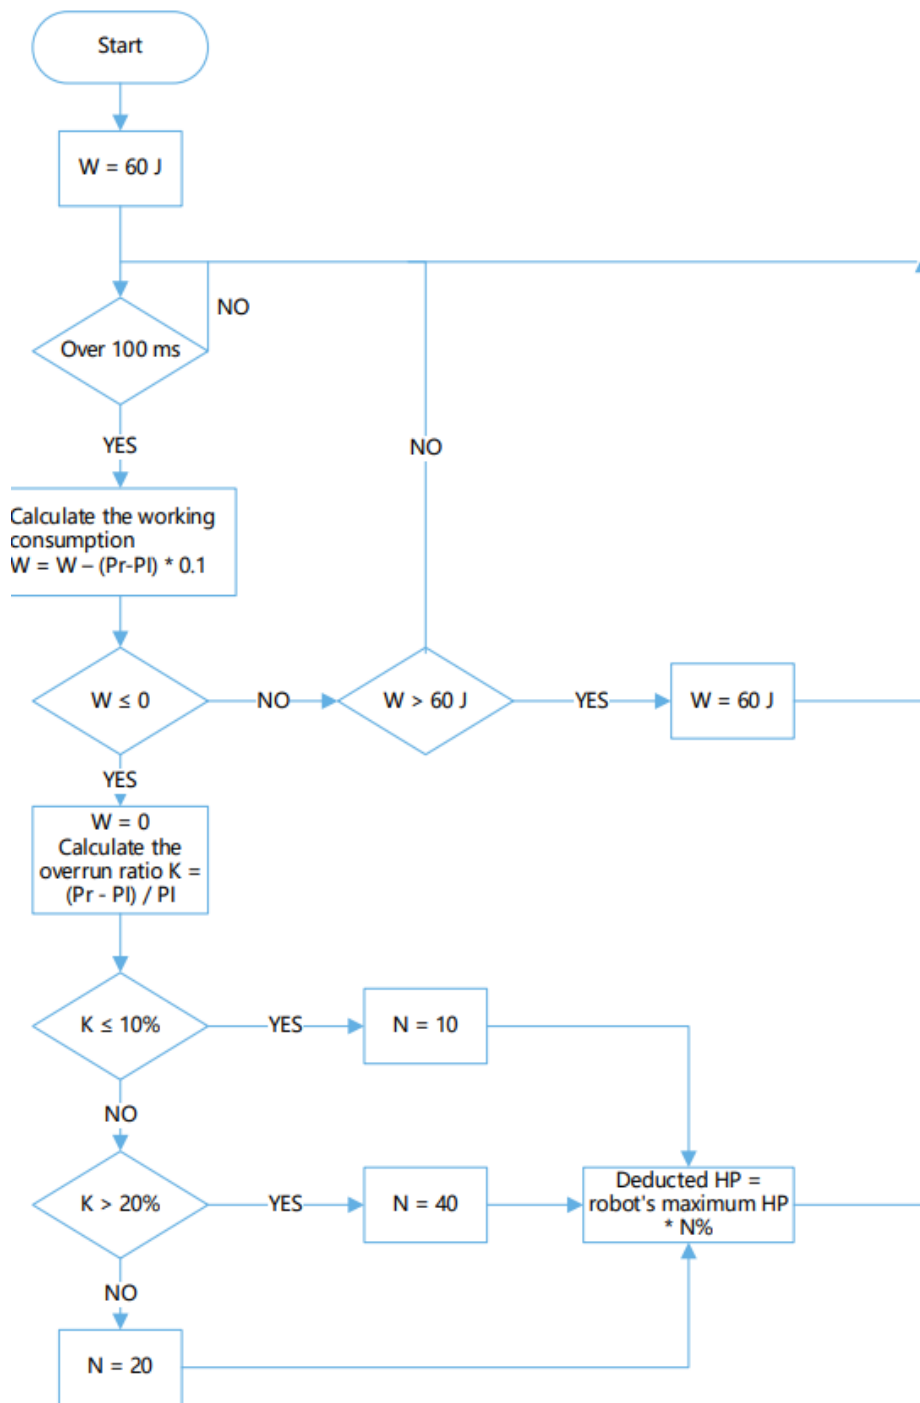 Start
W = 60 J
NO
Over 100 ms
YES
NO
Calculate the working
consumption
W = W – (Pr-Pl) * 0.1
W ≤ 0
NO
W > 60 J
YES
W = 60 J
YES
W = 0
Calculate the
overrun ratio K =
(Pr - Pl) / Pl
K ≤ 10%
YES
N = 10
NO
K > 20%
YES
N = 40
Deducted HP =
robot's maximum HP
* N%
NO
N = 20